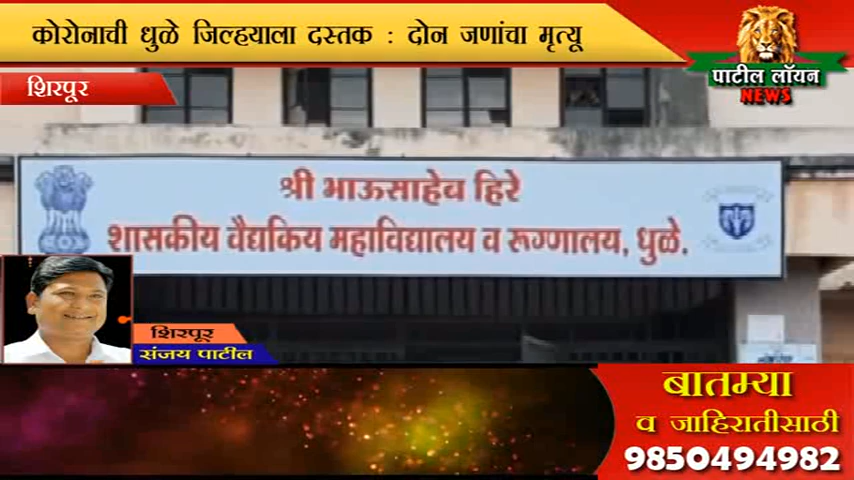 कोरोनाची धुळे जिल्हयाला दस्तक : दोन जणांचा मृत्यू
पाटील लॉयन
NEWS
शिरपूर
श्री भाऊसाहेब हिरे
शासकीय वैद्यकिय महाविद्यालय व रूग्णालय, धुळे.
शिरपूर
संजय पाटील
बातम्या
व जाहिरातीसाठी
9850494982